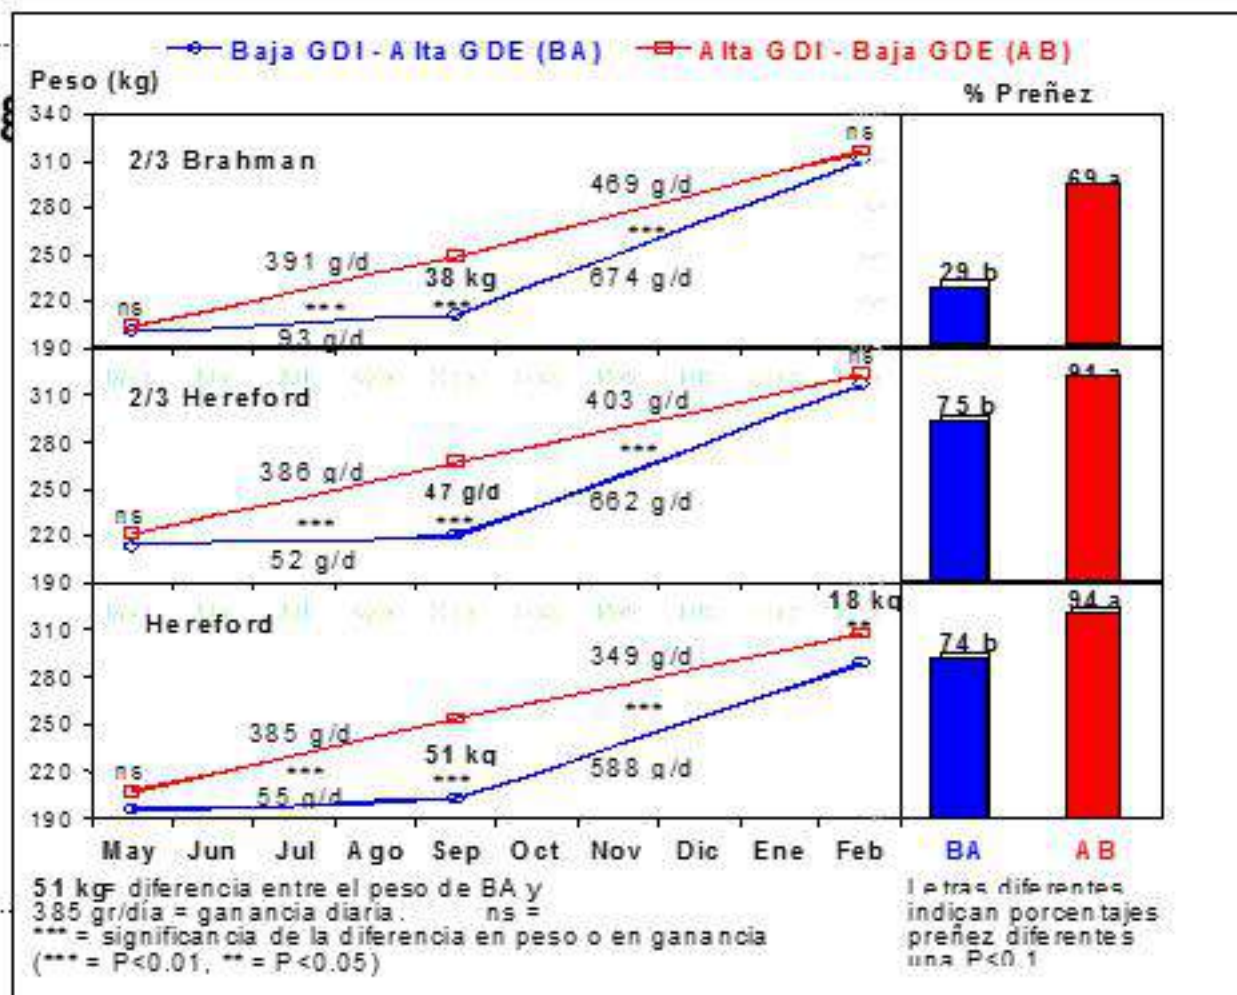 Baja GDI - Alta GDE (BA) Alta GDI - Baja GDE (AB)
Peso (kg)
% Preñez
340
310
280
250
220
190
2/3 Brahman
ns
391 g/d
***
93 g/d
38 kg
***
469 g/d
***
674 g/d
ns
29 b
69 a
310
280
250
220
190
2/3 Hereford
ns
386 g/d
***
52 g/d
47 g/d
***
403 g/d
***
662 g/d
ns
75 b
310
280
250
220
190
Hereford
ns
385 g/d
***
55 g/d
51 kg
***
349 g/d
***
588 g/d
18 kg
**
74 b
94 a
May Jun Jul Ago Sep Oct Nov Dic Ene Feb BA AB
51 kg= diferencia entre el peso de BA y
385 gr/día = ganancia diaria. ns =
*** = significancia de la diferencia en peso o en ganancia
(*** = P<0.01, ** = P<0.05)
Letras diferentes
indican porcentajes
preñez diferentes
una P<0.1